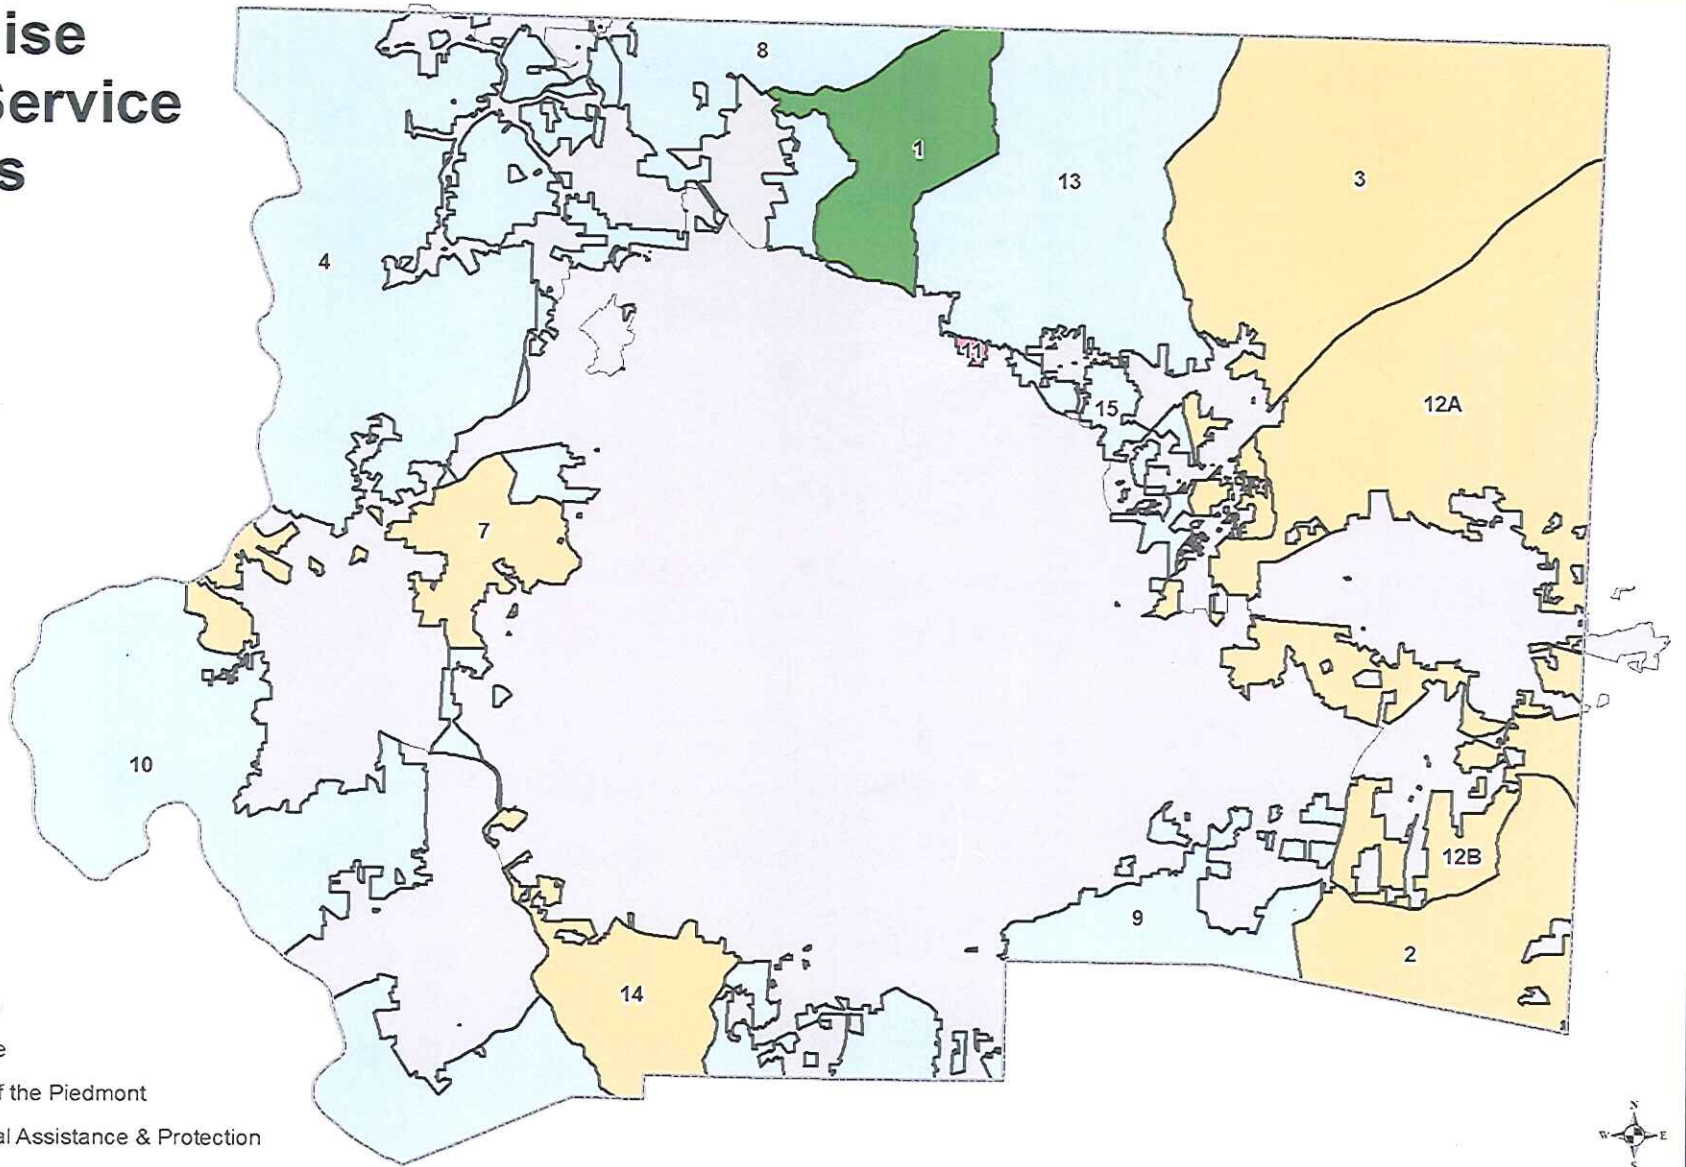 ise
Service
s
8
1
13
3
4
11
15
12A
7
10
12B
9
2
14
e
f the Piedmont
al Assistance & Protection
N
W E
S